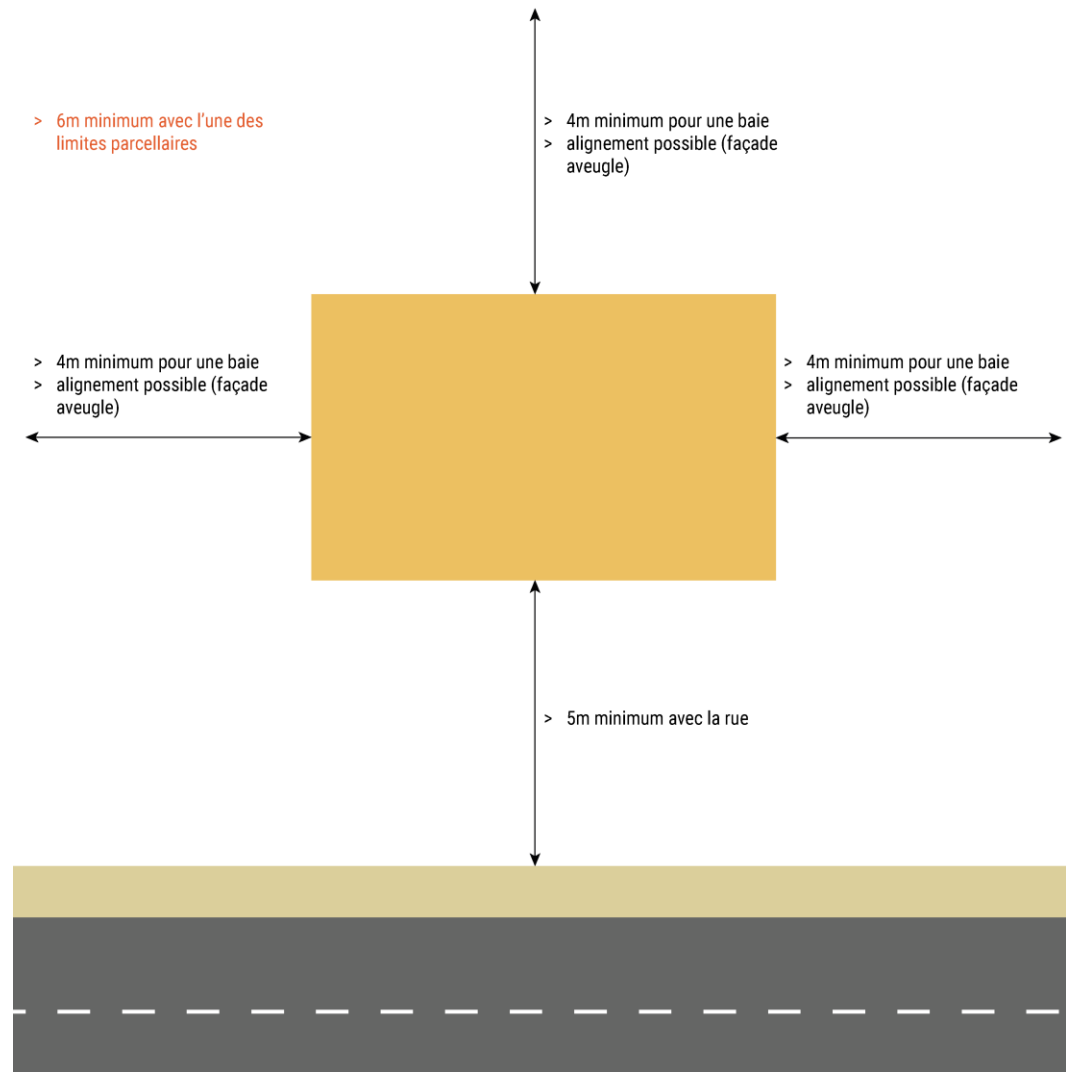 > 6m minimum avec l'une des
limites parcellaires
> 4m minimum pour une baie
> alignement possible (façade
aveugle)
> 4m minimum pour une baie
> alignement possible (façade
aveugle)
> 4m minimum pour une baie
> alignement possible (façade
aveugle)
> 5m minimum avec la rue